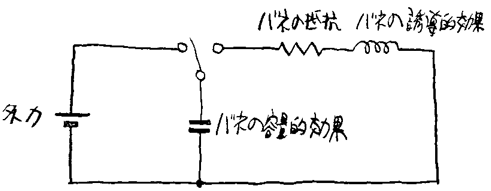 バネの抵抗 バネの誘導的効果
外力
バネの容量的効果